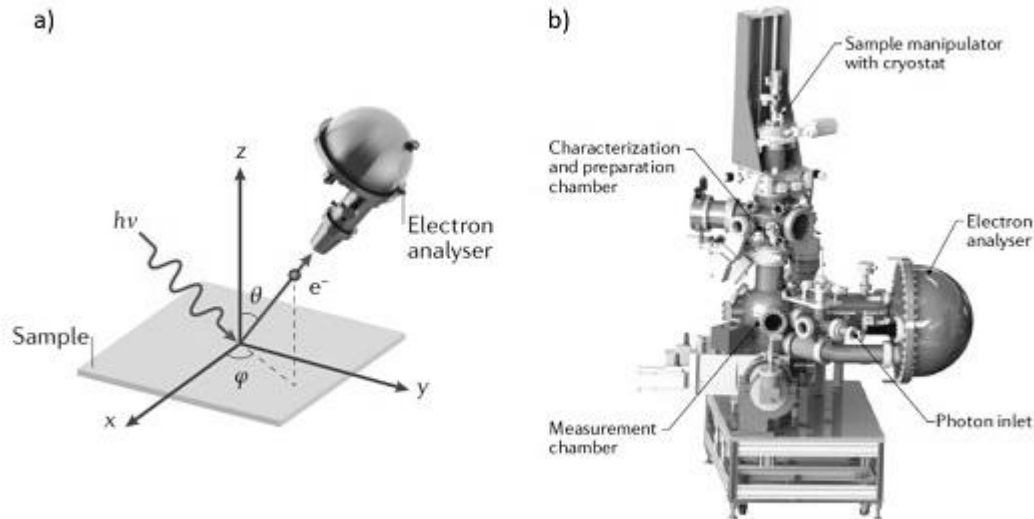 a)
z
hν
Electron
analyser
θ
e⁻
Sample
φ
y
x
b)
Sample manipulator
with cryostat
Characterization
and preparation
chamber
Electron
analyser
Measurement
chamber
Photon inlet